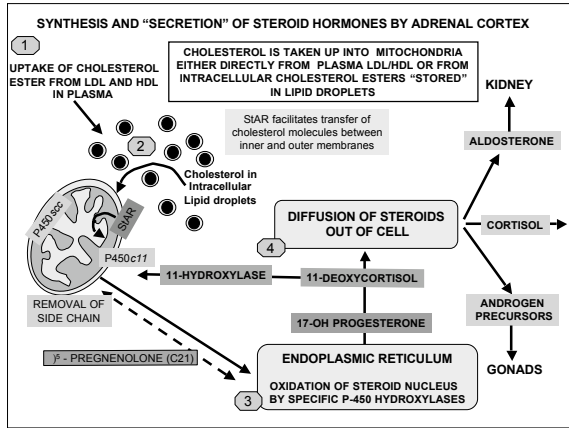 SYNTHESIS AND “SECRETION” OF STEROID HORMONES BY ADRENAL CORTEX
1
UPTAKE OF CHOLESTEROL
ESTER FROM LDL AND HDL
IN PLASMA
CHOLESTEROL IS TAKEN UP INTO MITOCHONDRIA
EITHER DIRECTLY FROM PLASMA LDL/HDL OR FROM
INTRACELLULAR CHOLESTEROL ESTERS “STORED”
IN LIPID DROPLETS
StAR facilitates transfer of
cholesterol molecules between
inner and outer membranes
2
Cholesterol in
Intracellular
Lipid droplets
P450 scc
StAR
P450c11
REMOVAL OF
SIDE CHAIN
KIDNEY
ALDOSTERONE
DIFFUSION OF STEROIDS
OUT OF CELL
4
CORTISOL
11-HYDROXYLASE
11-DEOXYCORTISOL
17-OH PROGESTERONE
ANDROGEN
PRECURSORS
GONADS
)⁵ - PREGNENOLONE (C21)
ENDOPLASMIC RETICULUM
OXIDATION OF STEROID NUCLEUS
BY SPECIFIC P-450 HYDROXYLASES
3